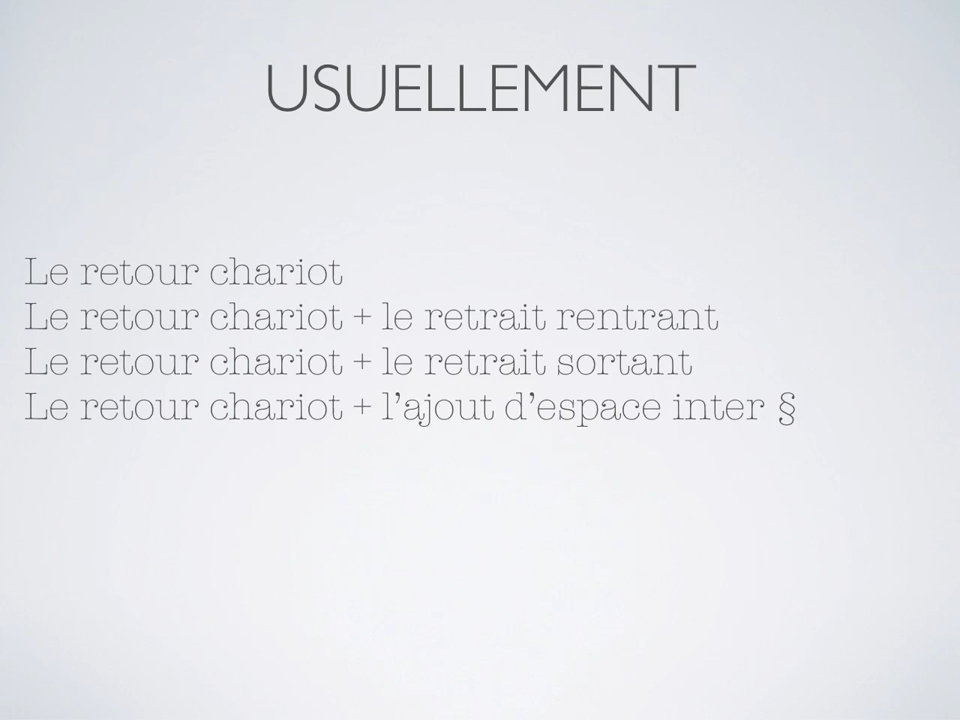 USUELLEMENT
Le retour chariot
Le retour chariot + le retrait rentrant
Le retour chariot + le retrait sortant
Le retour chariot + l’ajout d’espace inter §